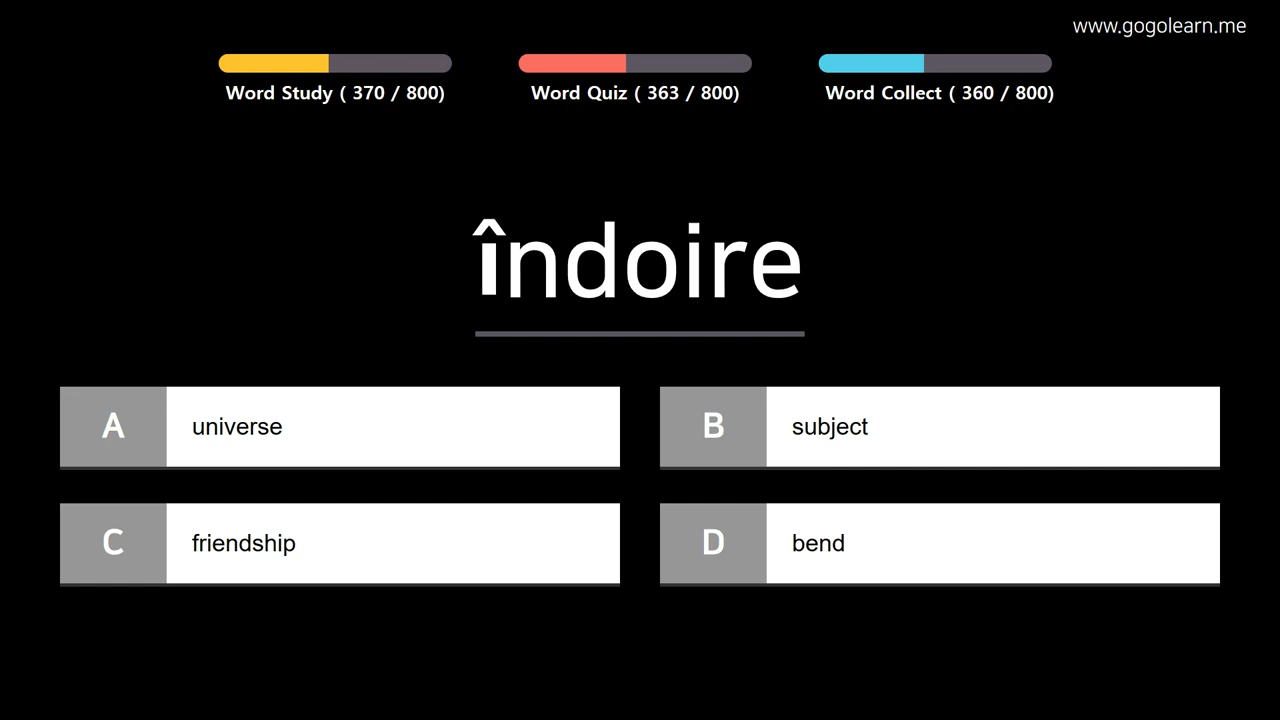 www.gogolearn.me
Word Study ( 370 / 800)
Word Quiz ( 363 / 800)
Word Collect ( 360 / 800)
îndoire
A universe
B subject
C friendship
D bend